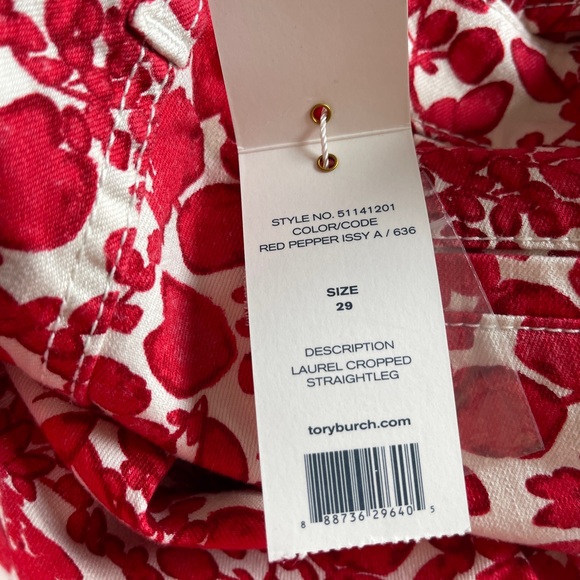 STYLE NO. 51141201
COLOR/CODE
RED PEPPER ISSY A / 636
SIZE
29
DESCRIPTION
LAUREL CROPPED
STRAIGHTLEG
toryburch.com
8 88736 29640 5